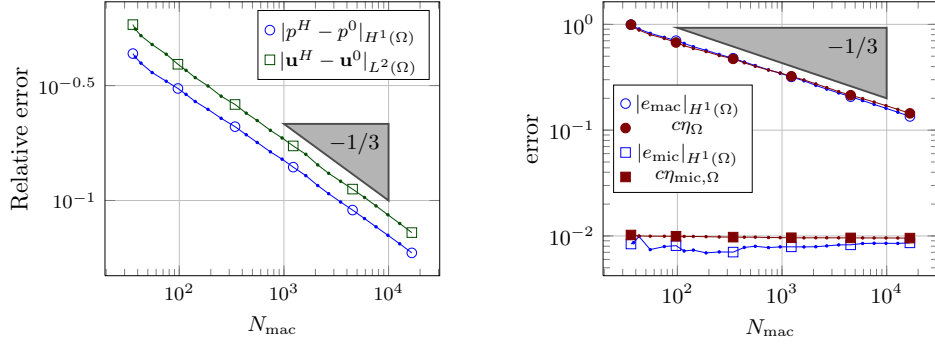 |p^H − p^0|_{H^1(Ω)}
|𝐮^H − 𝐮^0|_{L^2(Ω)}
10^{−0.5}
−1/3
10^{−1}
Relative error
10^2
10^3
10^4
N_mac
10^0
−1/3
|e_mac|_{H^1(Ω)}
cη_Ω
|e_mic|_{H^1(Ω)}
cη_{mic,Ω}
10^{−1}
10^{−2}
error
10^2
10^3
10^4
N_mac